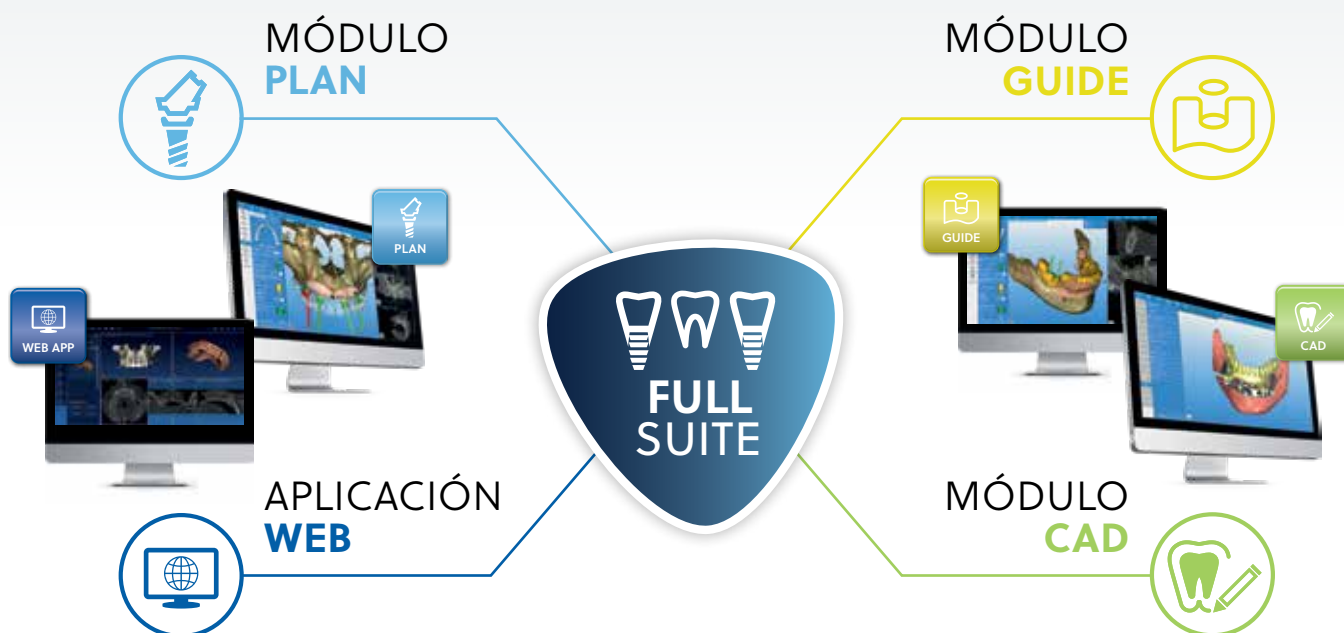 MÓDULO
PLAN
MÓDULO
GUIDE
PLAN
GUIDE
WEB APP
CAD
FULL
SUITE
APLICACIÓN
WEB
MÓDULO
CAD